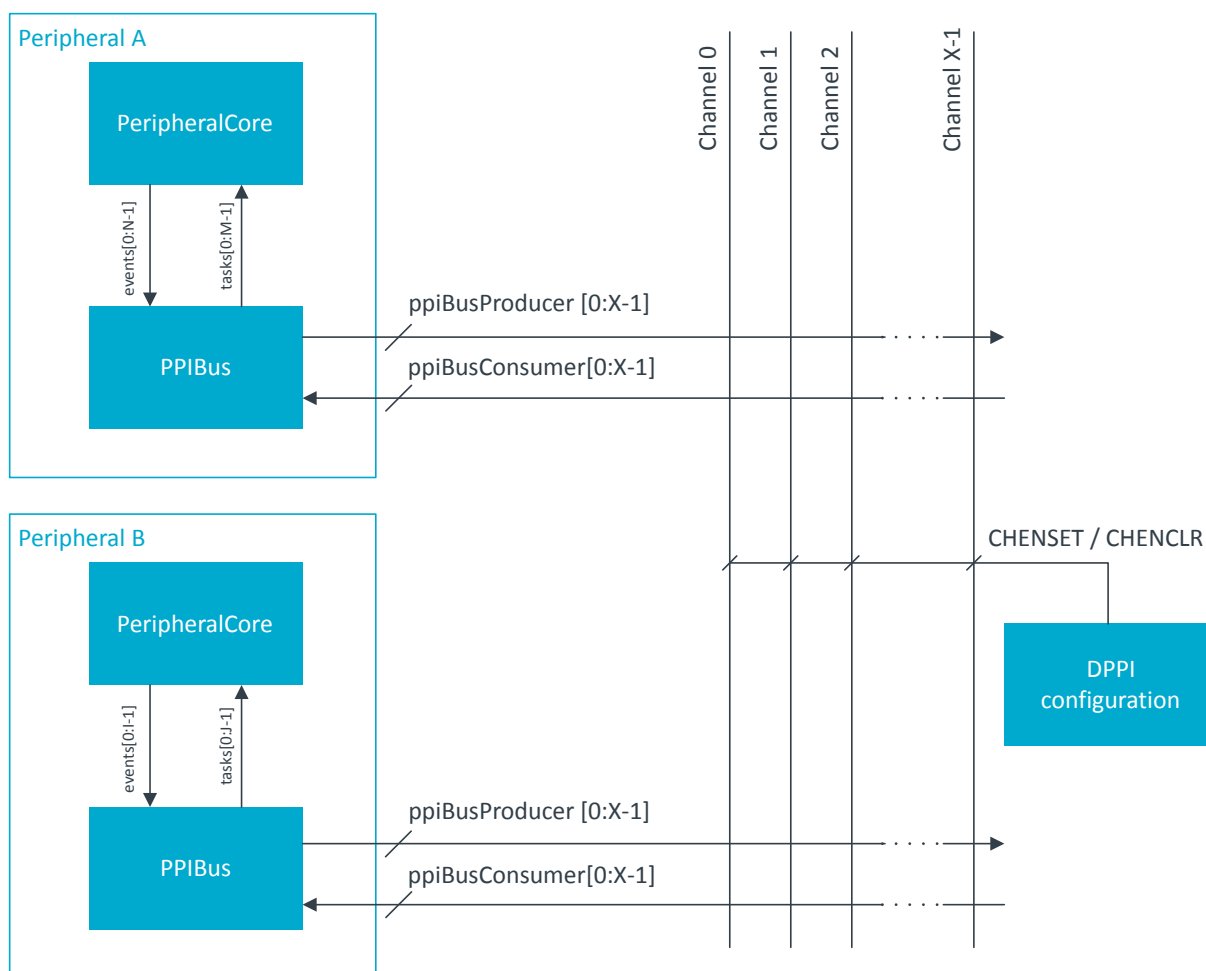 Peripheral A
PeripheralCore
events[0:N-1]
tasks[0:M-1]
PPIBus
ppiBusProducer [0:X-1]
ppiBusConsumer[0:X-1]
Channel 0
Channel 1
Channel 2
Channel X-1
Peripheral B
PeripheralCore
events[0:I-1]
tasks[0:J-1]
PPIBus
ppiBusProducer [0:X-1]
ppiBusConsumer[0:X-1]
CHENSET / CHENCLR
DPPI
configuration